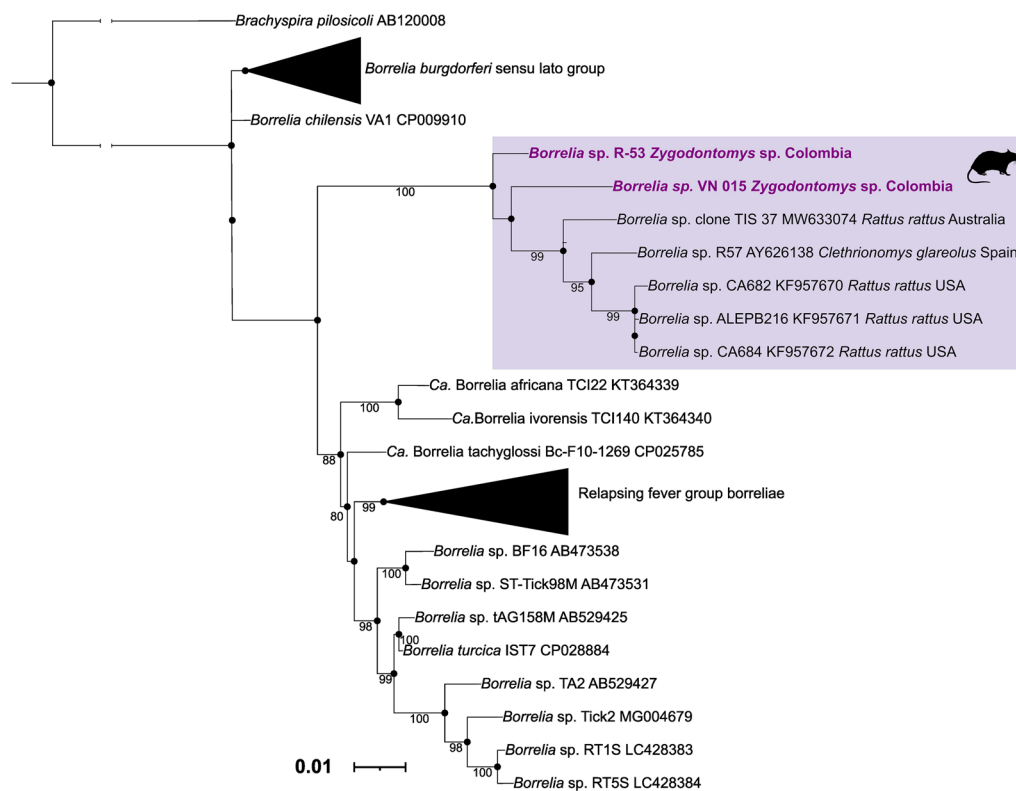 Brachyspira pilosicoli AB120008
Borrelia burgdorferi sensu lato group
Borrelia chilensis VA1 CP009910
Borrelia sp. R-53 Zygodontomys sp. Colombia
100
Borrelia sp. VN 015 Zygodontomys sp. Colombia
Borrelia sp. clone TIS 37 MW633074 Rattus rattus Australia
99
Borrelia sp. R57 AY626138 Clethrionomys glareolus Spain
95
Borrelia sp. CA682 KF957670 Rattus rattus USA
99
Borrelia sp. ALEPB216 KF957671 Rattus rattus USA
Borrelia sp. CA684 KF957672 Rattus rattus USA
Ca. Borrelia africana TCI22 KT364339
100
Ca.Borrelia ivorensis TCI140 KT364340
88
Ca. Borrelia tachyglossi Bc-F10-1269 CP025785
80
99
Relapsing fever group borreliae
Borrelia sp. BF16 AB473538
100
Borrelia sp. ST-Tick98M AB473531
98
Borrelia sp. tAG158M AB529425
100
Borrelia turcica IST7 CP028884
99
Borrelia sp. TA2 AB529427
100
Borrelia sp. Tick2 MG004679
98
Borrelia sp. RT1S LC428383
100
Borrelia sp. RT5S LC428384
0.01